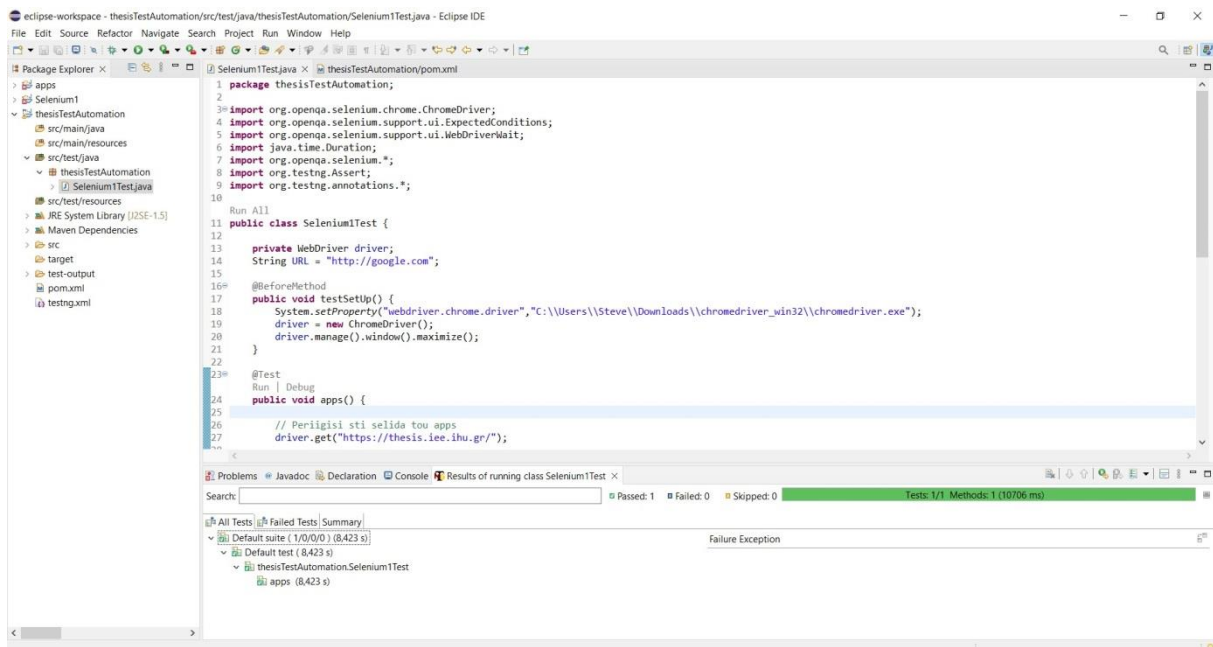 eclipse-workspace - thesisTestAutomation/src/test/java/thesisTestAutomation/Selenium1Test.java - Eclipse IDE
File Edit Source Refactor Navigate Search Project Run Window Help
Package Explorer
apps
Selenium1
thesisTestAutomation
src/main/java
src/main/resources
src/test/java
thesisTestAutomation
Selenium1Test.java
src/test/resources
JRE System Library [J2SE-1.5]
Maven Dependencies
src
target
test-output
pom.xml
testng.xml
Selenium1Test.java thesisTestAutomation/pom.xml
1 package thesisTestAutomation;
2
3 import org.openqa.selenium.chrome.ChromeDriver;
4 import org.openqa.selenium.support.ui.ExpectedConditions;
5 import org.openqa.selenium.support.ui.WebDriverWait;
6 import java.time.Duration;
7 import org.openqa.selenium.*;
8 import org.testng.Assert;
9 import org.testng.annotations.*;
10
Run All
11 public class Selenium1Test {
12
13 private WebDriver driver;
14 String URL = "http://google.com";
15
16 @BeforeMethod
17 public void testSetUp() {
18 System.setProperty("webdriver.chrome.driver","C:\\Users\\Steve\\Downloads\\chromedriver_win32\\chromedriver.exe");
19 driver = new ChromeDriver();
20 driver.manage().window().maximize();
21 }
22
23 @Test
Run | Debug
24 public void apps() {
25
26 // Periigisi sti selida tou apps
27 driver.get("https://thesis.iee.ihu.gr/");
Problems Javadoc Declaration Console Results of running class Selenium1Test
Search: Passed: 1 Failed: 0 Skipped: 0 Tests: 1/1 Methods: 1 (10706 ms)
All Tests Failed Tests Summary
Default suite ( 1/0/0/0 ) (8,423 s) Failure Exception
Default test ( 8,423 s)
thesisTestAutomation.Selenium1Test
apps (8,423 s)